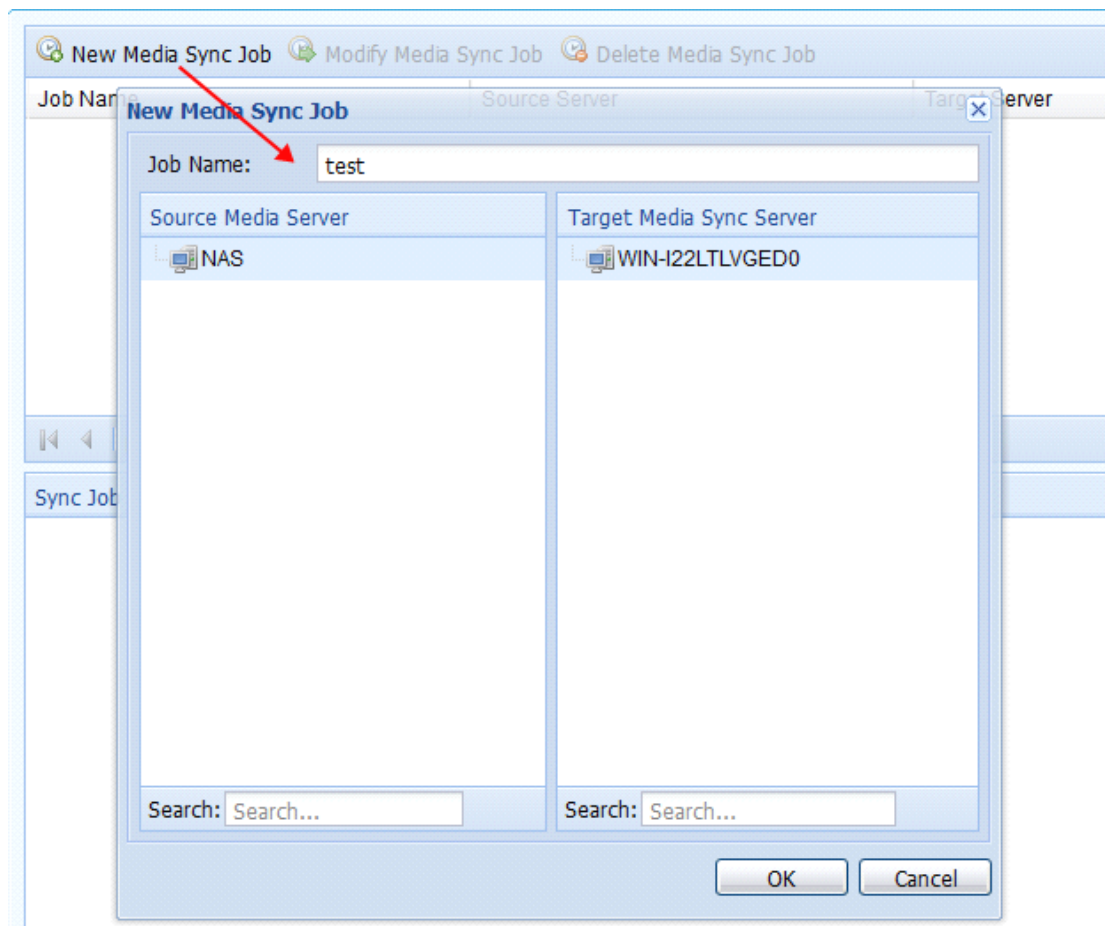 New Media Sync Job Modify Media Sync Job Delete Media Sync Job
Job Name Source Server Target Server
New Media Sync Job
Job Name: test
Source Media Server Target Media Sync Server
NAS WIN-I22LTLVGED0
Sync Job
Search: Search... Search: Search...
OK Cancel